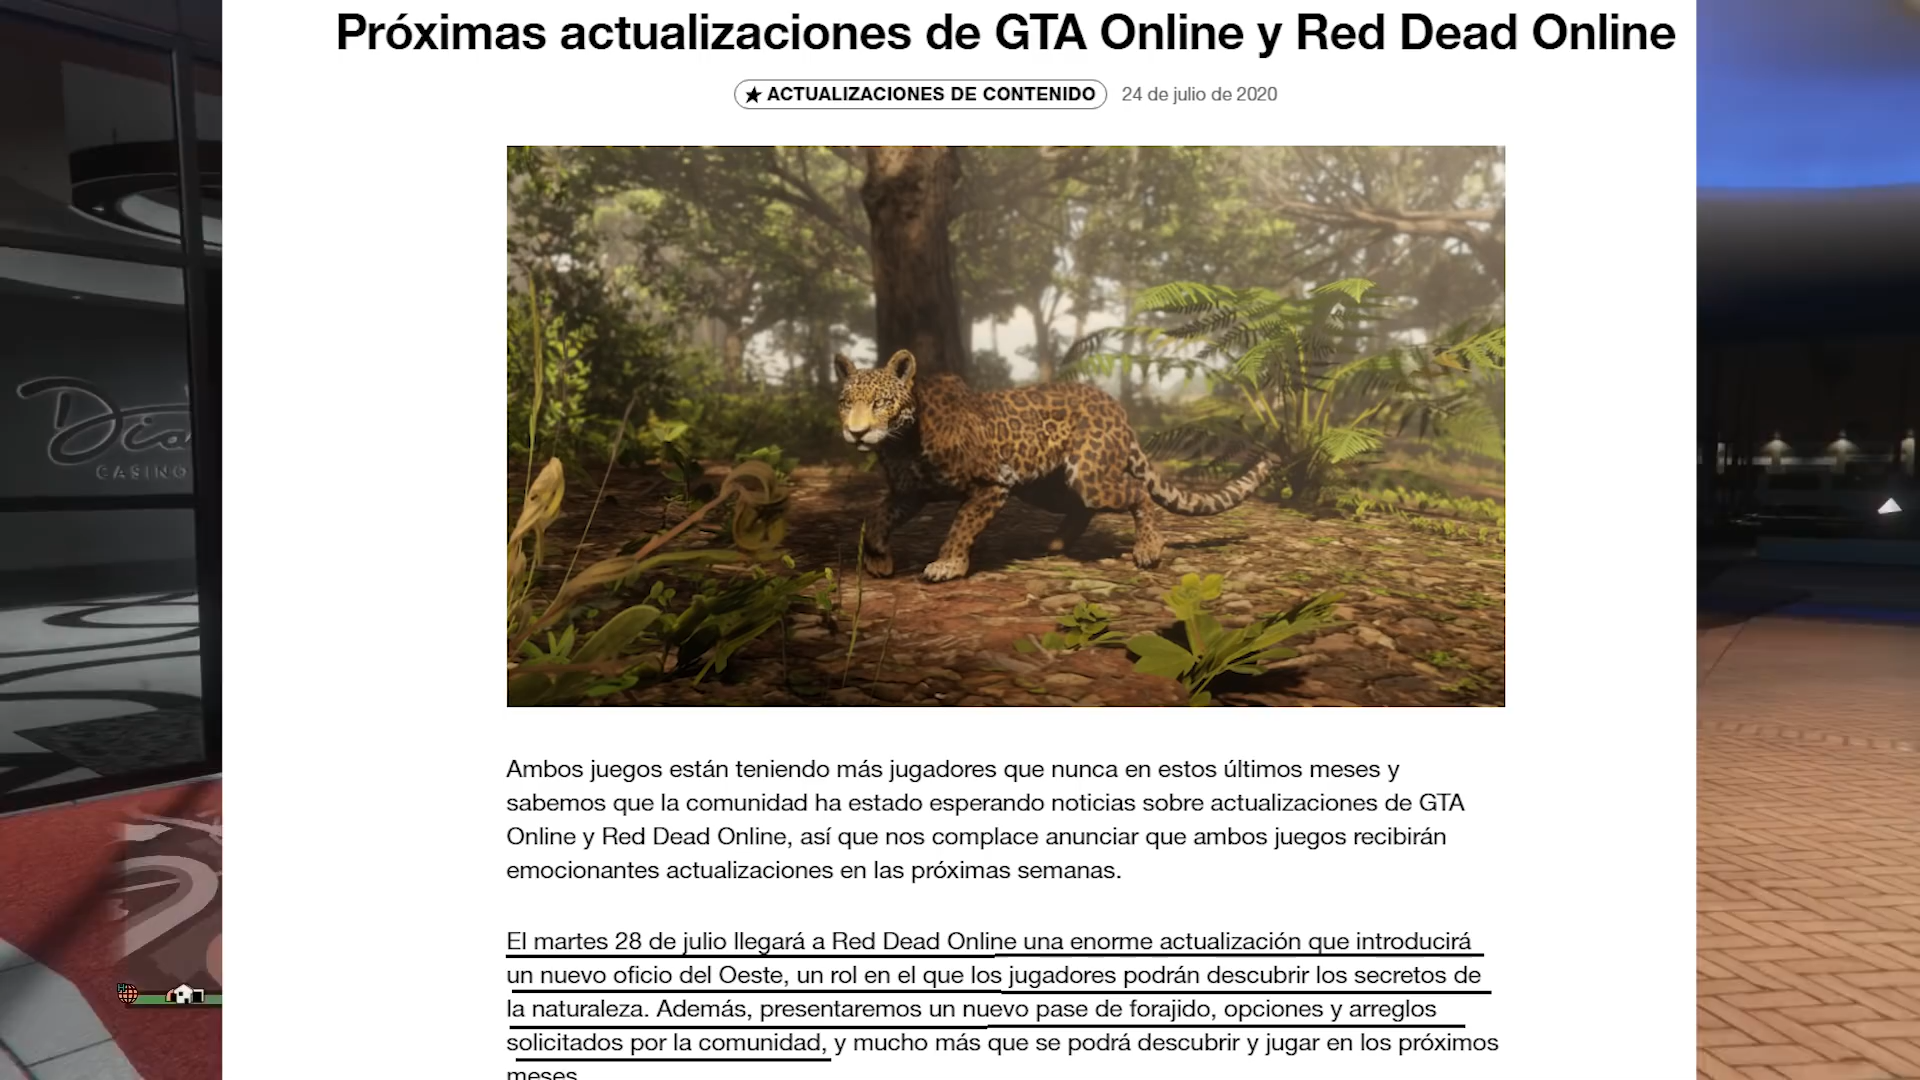 Próximas actualizaciones de GTA Online y Red Dead Online
★ ACTUALIZACIONES DE CONTENIDO 24 de julio de 2020
CASINO
Ambos juegos están teniendo más jugadores que nunca en estos últimos meses y
sabemos que la comunidad ha estado esperando noticias sobre actualizaciones de GTA
Online y Red Dead Online, así que nos complace anunciar que ambos juegos recibirán
emocionantes actualizaciones en las próximas semanas.
El martes 28 de julio llegará a Red Dead Online una enorme actualización que introducirá
un nuevo oficio del Oeste, un rol en el que los jugadores podrán descubrir los secretos de
la naturaleza. Además, presentaremos un nuevo pase de forajido, opciones y arreglos
solicitados por la comunidad, y mucho más que se podrá descubrir y jugar en los próximos
meses.